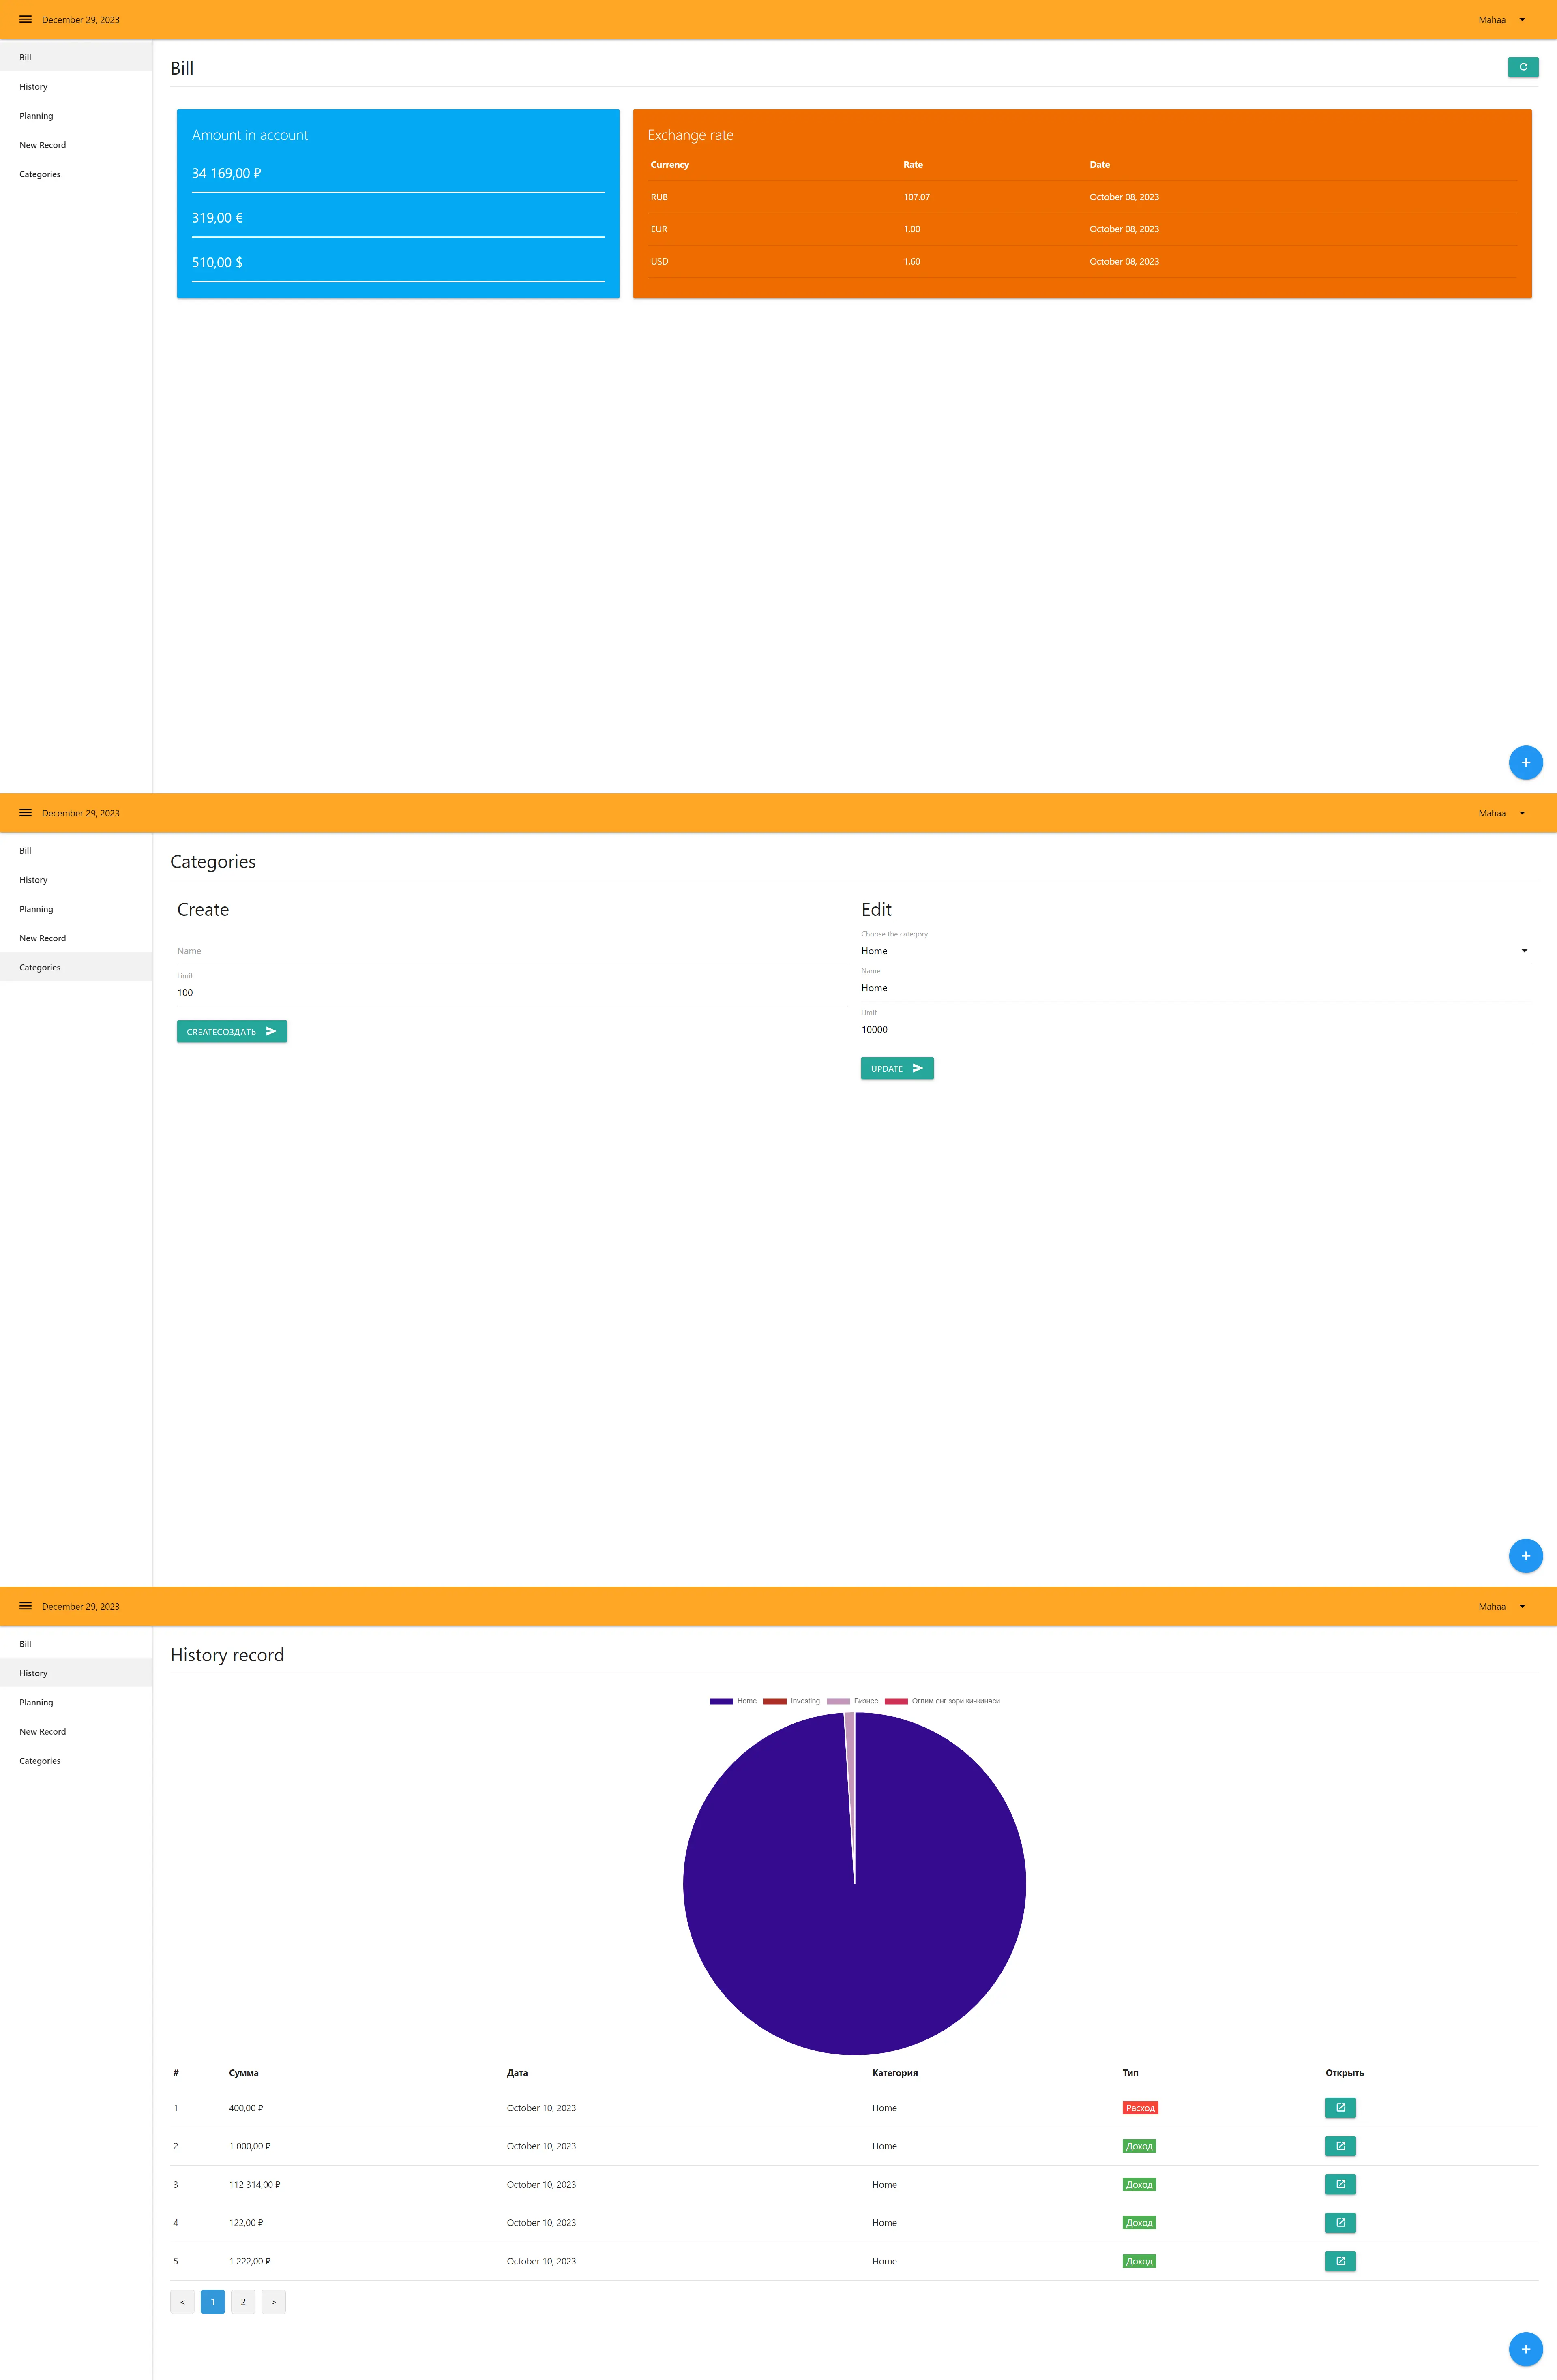 December 29, 2023 Mahaa
Bill
History
Planning
New Record
Categories
Bill
Amount in account
34 169,00 ₽
319,00 €
510,00 $
Exchange rate
Currency Rate Date
RUB 107.07 October 08, 2023
EUR 1.00 October 08, 2023
USD 1.60 October 08, 2023
+
December 29, 2023 Mahaa
Bill
History
Planning
New Record
Categories
Categories
Create
Name
Limit
100
CREATEСОЗДАТЬ
Edit
Choose the category
Home
Name
Home
Limit
10000
UPDATE
+
December 29, 2023 Mahaa
Bill
History
Planning
New Record
Categories
History record
Home Investing Бизнес Оглим енг зори кичкинаси
# Сумма Дата Категория Тип Открыть
1 400,00 ₽ October 10, 2023 Home Расход
2 1 000,00 ₽ October 10, 2023 Home Доход
3 112 314,00 ₽ October 10, 2023 Home Доход
4 122,00 ₽ October 10, 2023 Home Доход
5 1 222,00 ₽ October 10, 2023 Home Доход
< 1 2 >
+